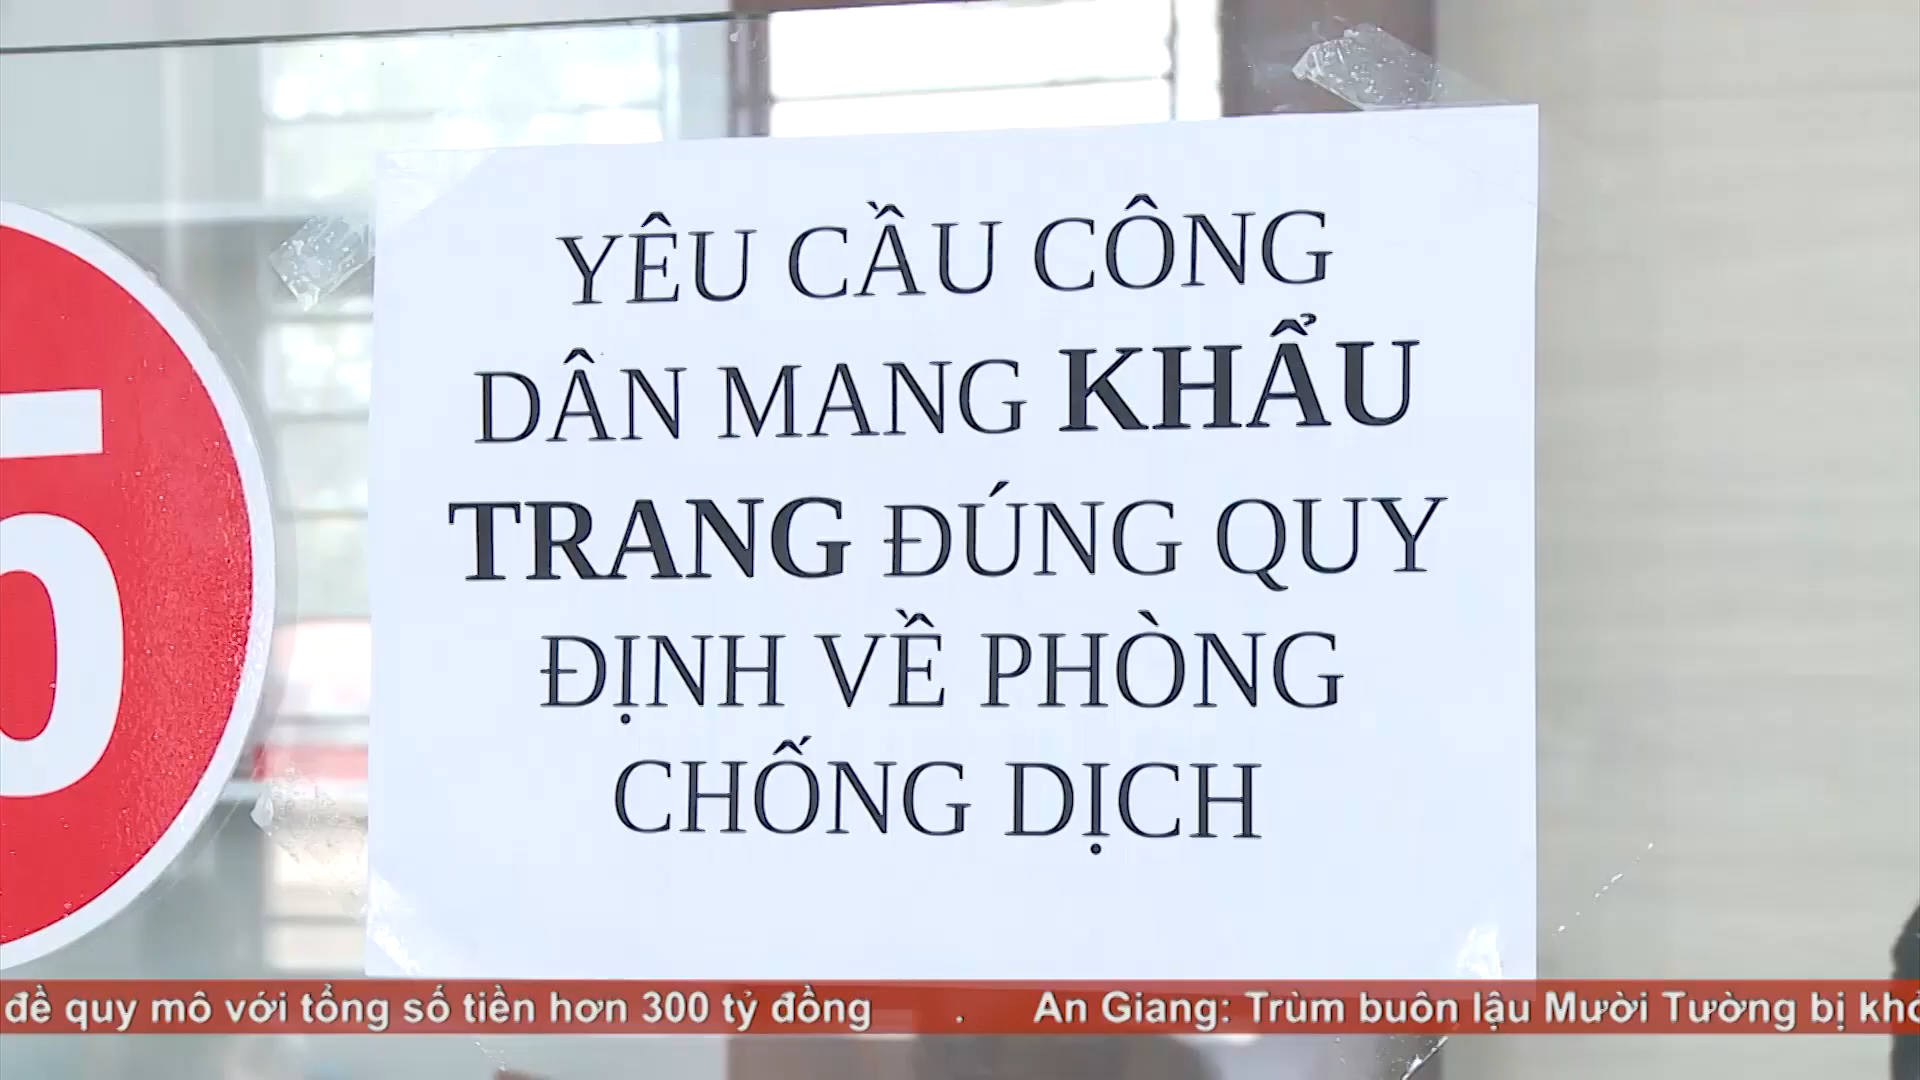 YÊU CẦU CÔNG
DÂN MANG KHẨU
TRANG ĐÚNG QUY
ĐỊNH VỀ PHÒNG
CHỐNG DỊCH
5
đề quy mô với tổng số tiền hơn 300 tỷ đồng . An Giang: Trùm buôn lậu Mười Tường bị